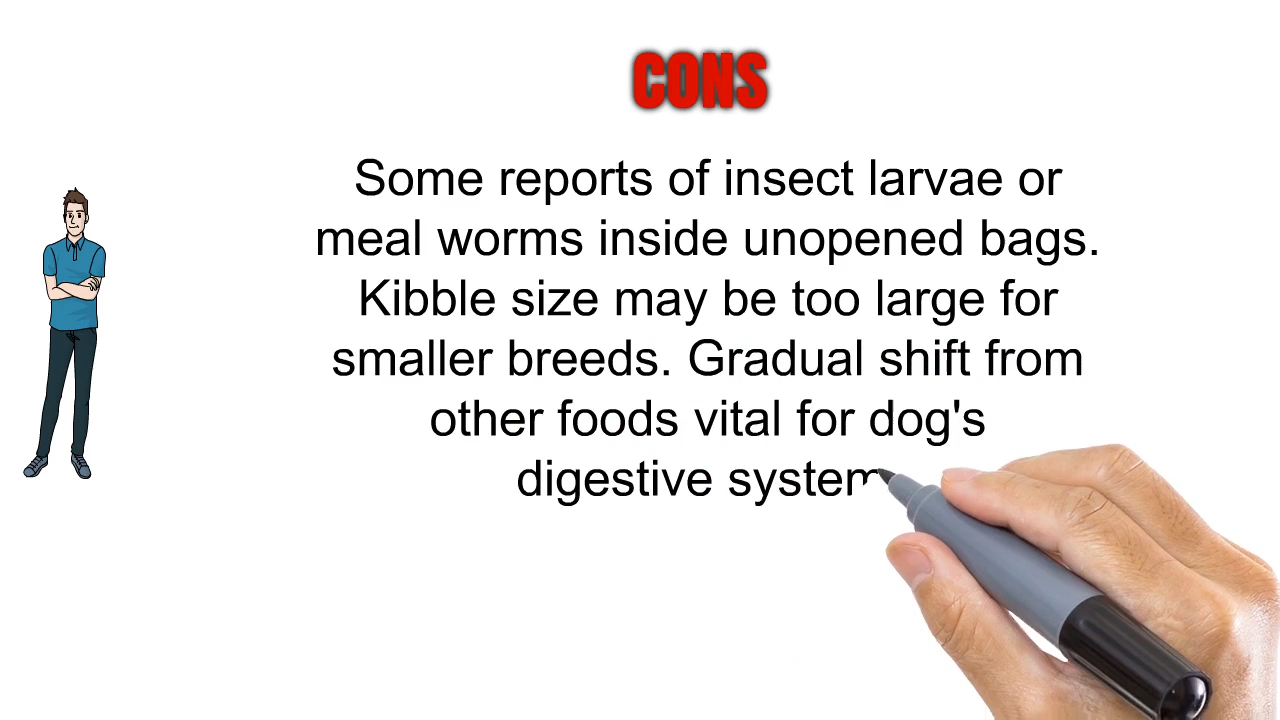 CONS
Some reports of insect larvae or
meal worms inside unopened bags.
Kibble size may be too large for
smaller breeds. Gradual shift from
other foods vital for dog's
digestive system